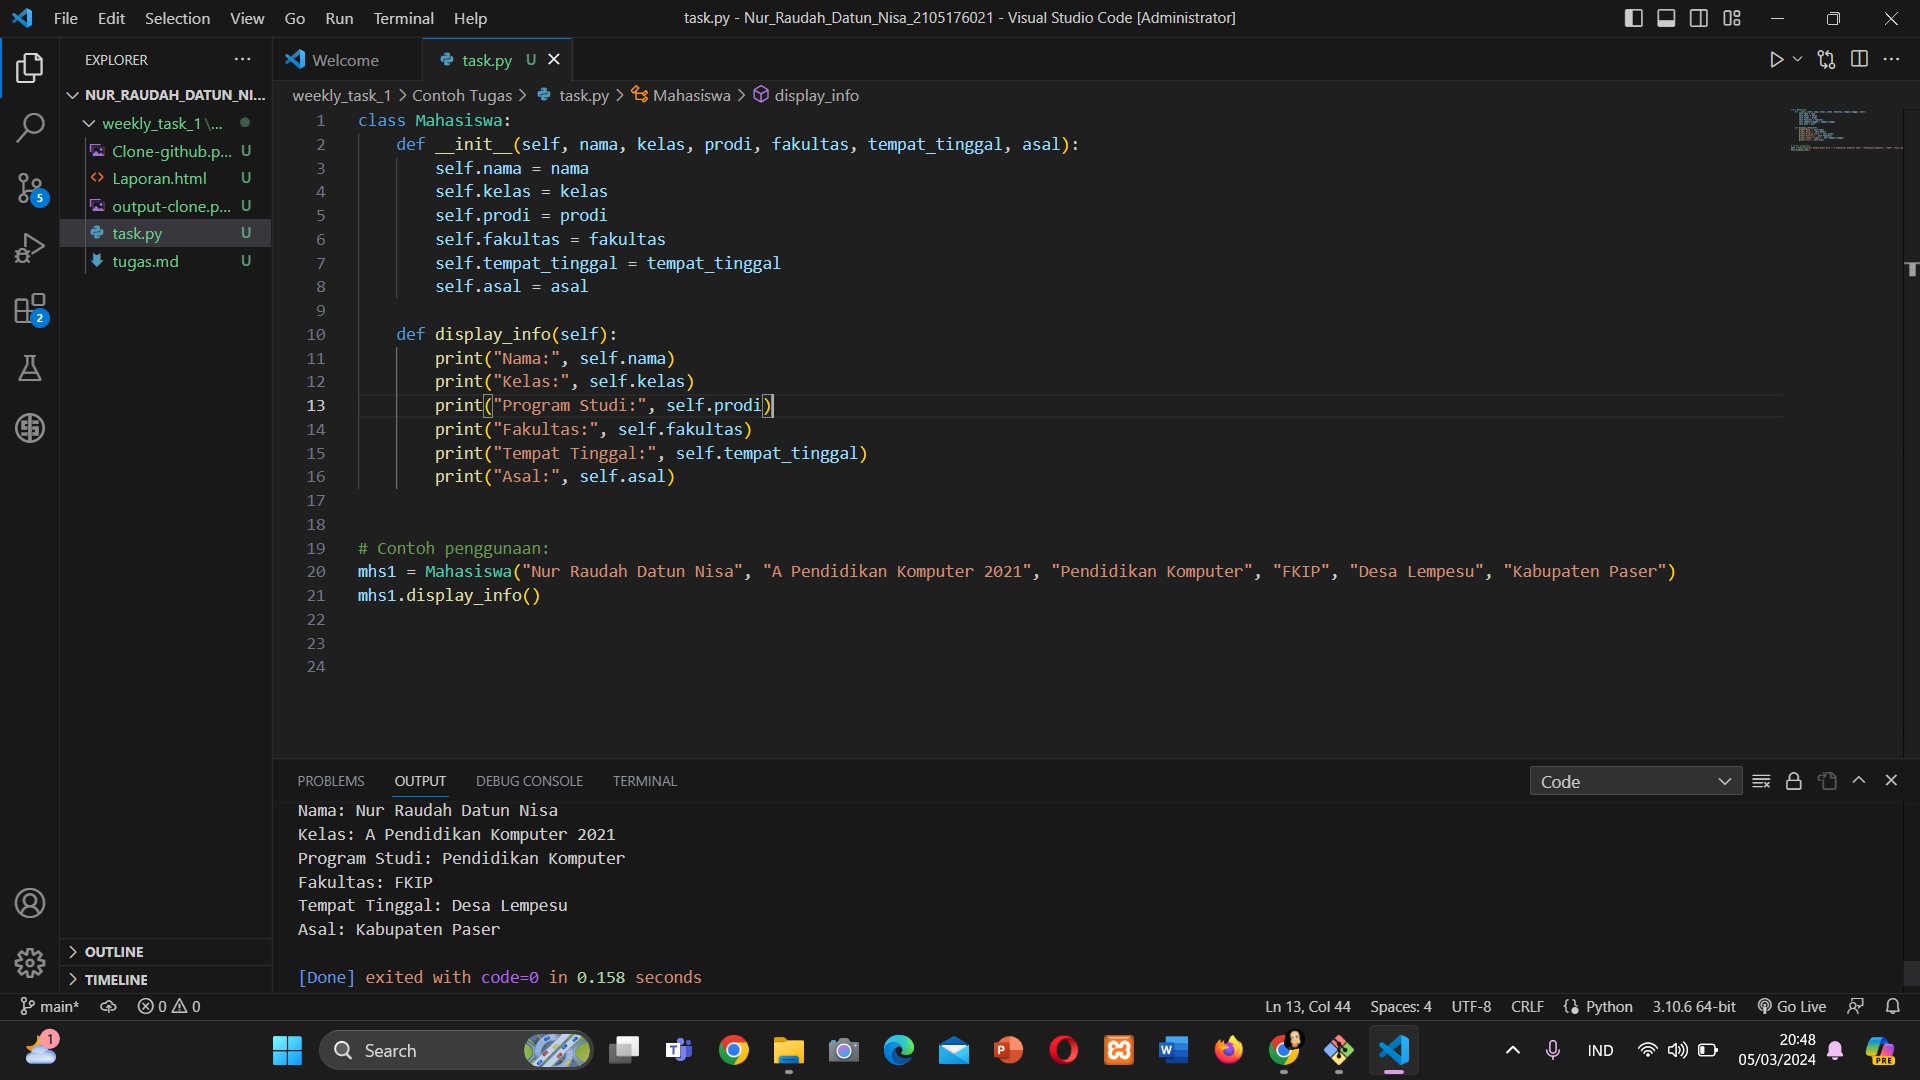 File Edit Selection View Go Run Terminal Help
task.py - Nur_Raudah_Datun_Nisa_2105176021 - Visual Studio Code [Administrator]
EXPLORER
NUR_RAUDAH_DATUN_NI...
weekly_task_1 \...
Clone-github.p... U
Laporan.html U
output-clone.p... U
task.py U
tugas.md U
5
2
OUTLINE
TIMELINE
Welcome
task.py U
weekly_task_1 > Contoh Tugas > task.py > Mahasiswa > display_info
1 class Mahasiswa:
2 def __init__(self, nama, kelas, prodi, fakultas, tempat_tinggal, asal):
3 self.nama = nama
4 self.kelas = kelas
5 self.prodi = prodi
6 self.fakultas = fakultas
7 self.tempat_tinggal = tempat_tinggal
8 self.asal = asal
9
10 def display_info(self):
11 print("Nama:", self.nama)
12 print("Kelas:", self.kelas)
13 print("Program Studi:", self.prodi)
14 print("Fakultas:", self.fakultas)
15 print("Tempat Tinggal:", self.tempat_tinggal)
16 print("Asal:", self.asal)
17
18
19 # Contoh penggunaan:
20 mhs1 = Mahasiswa("Nur Raudah Datun Nisa", "A Pendidikan Komputer 2021", "Pendidikan Komputer", "FKIP", "Desa Lempesu", "Kabupaten Paser")
21 mhs1.display_info()
22
23
24
PROBLEMS OUTPUT DEBUG CONSOLE TERMINAL
Code
Nama: Nur Raudah Datun Nisa
Kelas: A Pendidikan Komputer 2021
Program Studi: Pendidikan Komputer
Fakultas: FKIP
Tempat Tinggal: Desa Lempesu
Asal: Kabupaten Paser
[Done] exited with code=0 in 0.158 seconds
main* 0 0
Ln 13, Col 44 Spaces: 4 UTF-8 CRLF Python 3.10.6 64-bit Go Live
1
Search
IND
20:48
05/03/2024
PRE